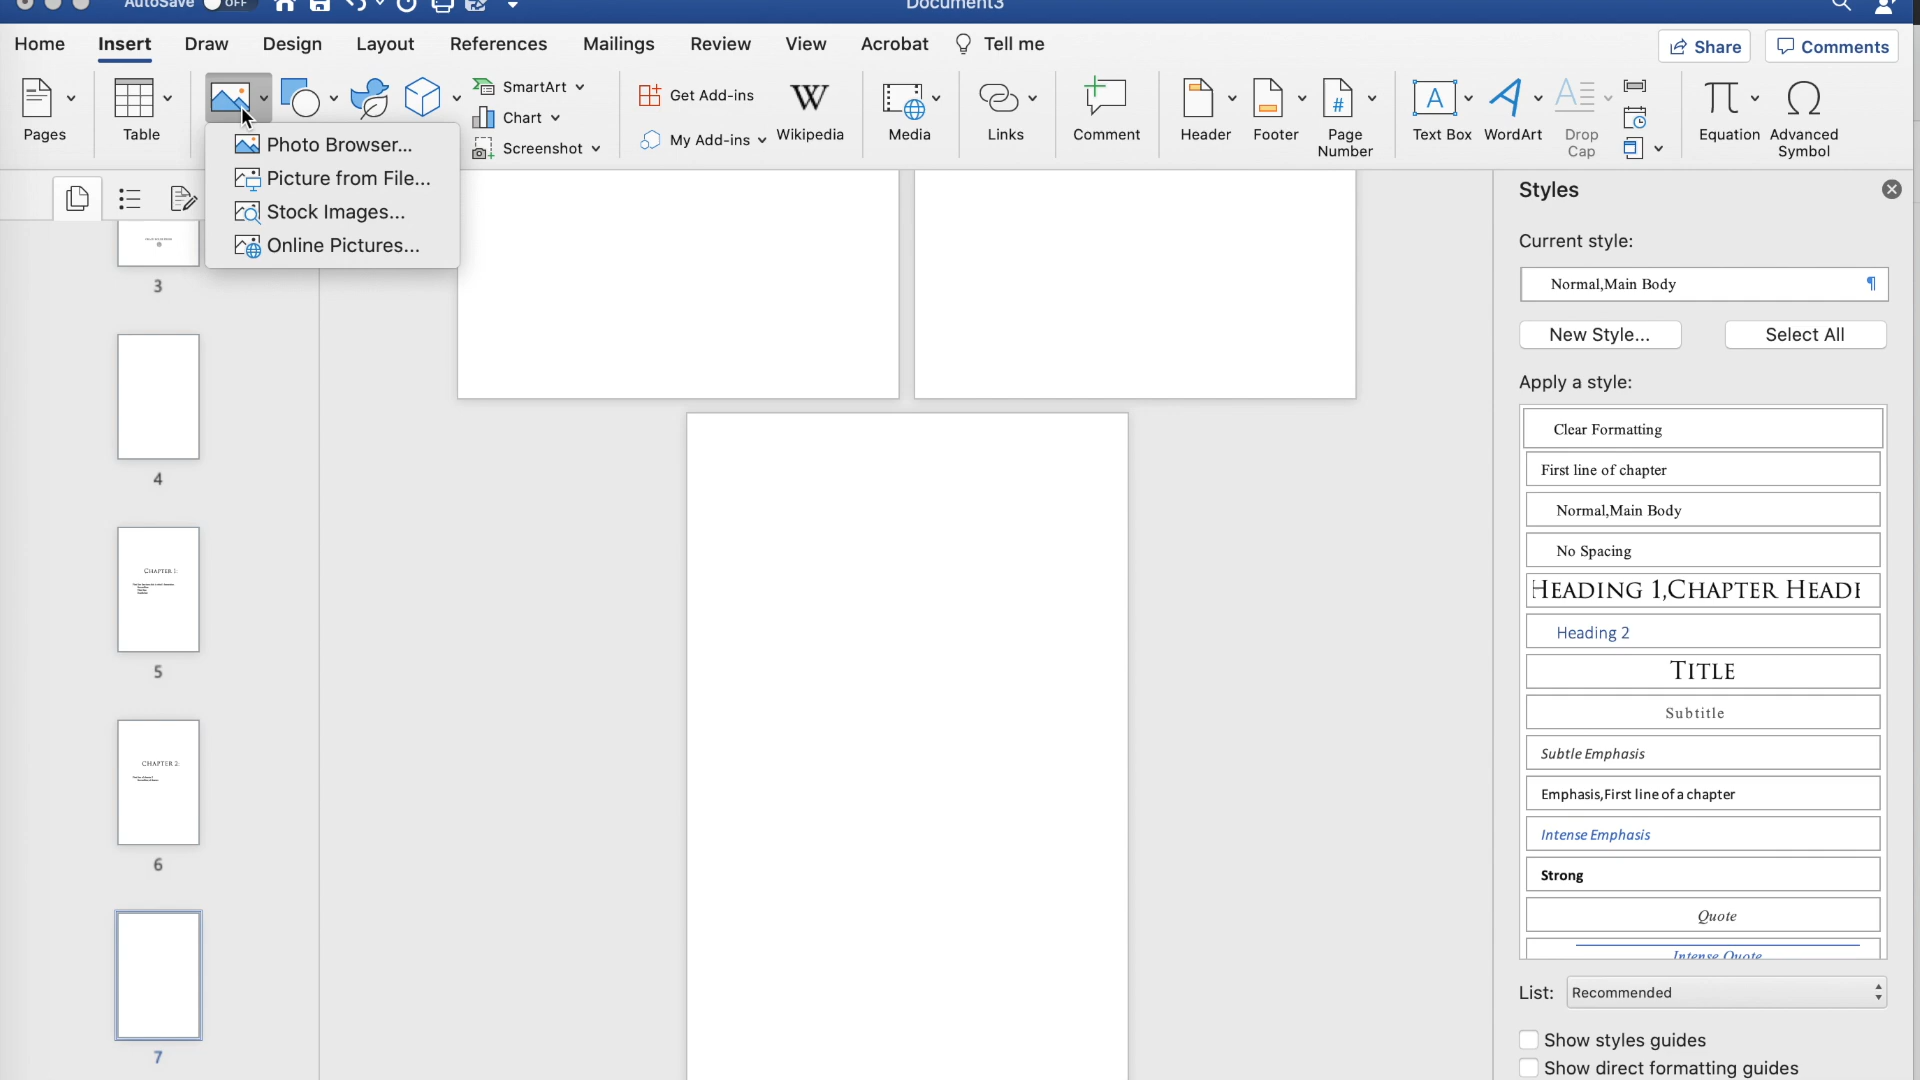 AutoSave OFF Document3
Home Insert Draw Design Layout References Mailings Review View Acrobat Tell me Share Comments
Pages Table SmartArt Chart Screenshot Get Add-ins My Add-ins Wikipedia Media Links Comment Header Footer Page Number Text Box WordArt Drop Cap Equation Advanced Symbol
Photo Browser...
Picture from File...
Stock Images...
Online Pictures...
3
4
CHAPTER 1:
5
CHAPTER 2:
6
7
Styles
Current style:
Normal,Main Body
New Style... Select All
Apply a style:
Clear Formatting
First line of chapter
Normal,Main Body
No Spacing
HEADING 1,CHAPTER HEADI
Heading 2
TITLE
Subtitle
Subtle Emphasis
Emphasis,First line of a chapter
Intense Emphasis
Strong
Quote
Intense Quote
List: Recommended
Show styles guides
Show direct formatting guides